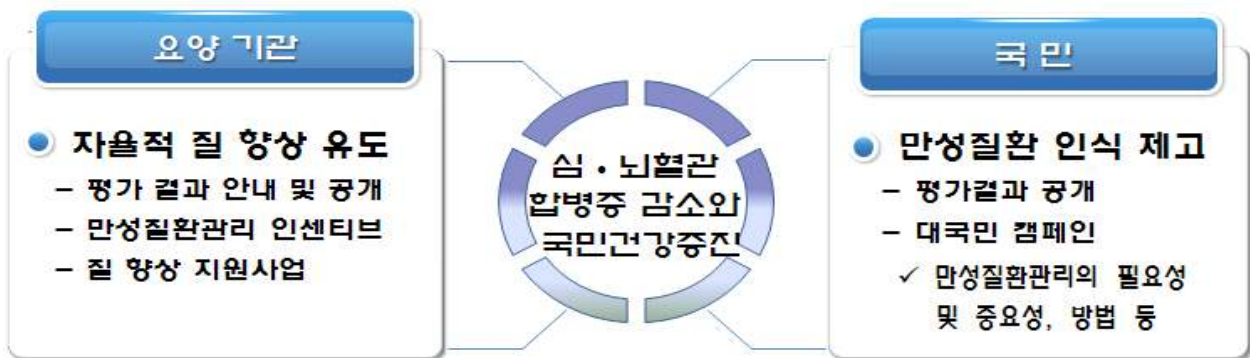 요양기관
● 자율적 질 향상 유도
– 평가 결과 안내 및 공개
– 만성질환관리 인센티브
– 질 향상 지원사업
심·뇌혈관
합병증 감소와
국민건강증진
국민
● 만성질환 인식 제고
– 평가결과 공개
– 대국민 캠페인
✓ 만성질환관리의 필요성
및 중요성, 방법 등